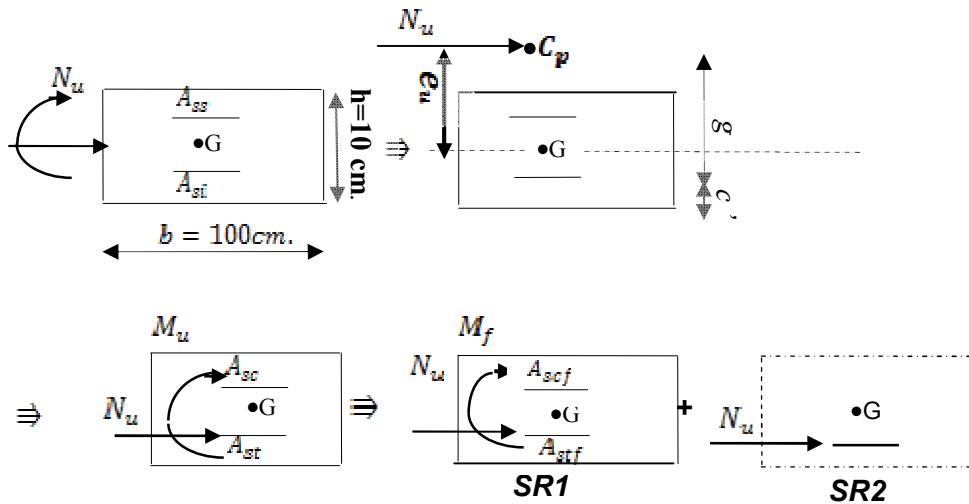 N_u
C_p
N_u
e_u
A_ss
h=10 cm.
g
•G
⇛
•G
A_si
c'
b = 100cm.
M_u
M_f
A_sc
N_u
A_scf
•G
⇛
•G
+
•G
⇛
N_u
N_u
A_st
A_stf
SR1
SR2